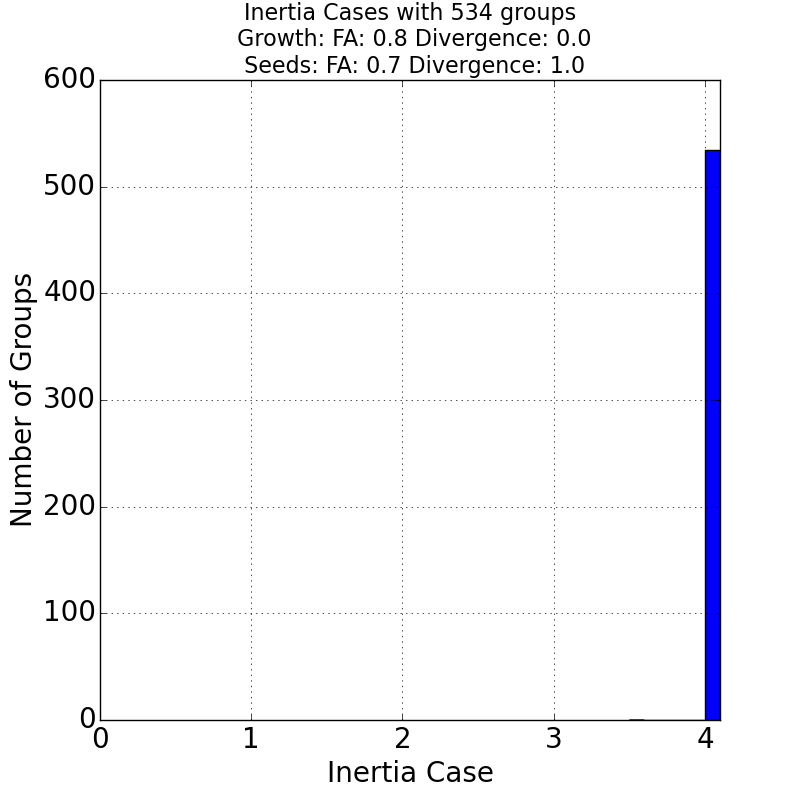 Inertia Cases with 534 groups
Growth: FA: 0.8 Divergence: 0.0
Seeds: FA: 0.7 Divergence: 1.0
600
500
400
300
200
100
0
Number of Groups
0 1 2 3 4
Inertia Case